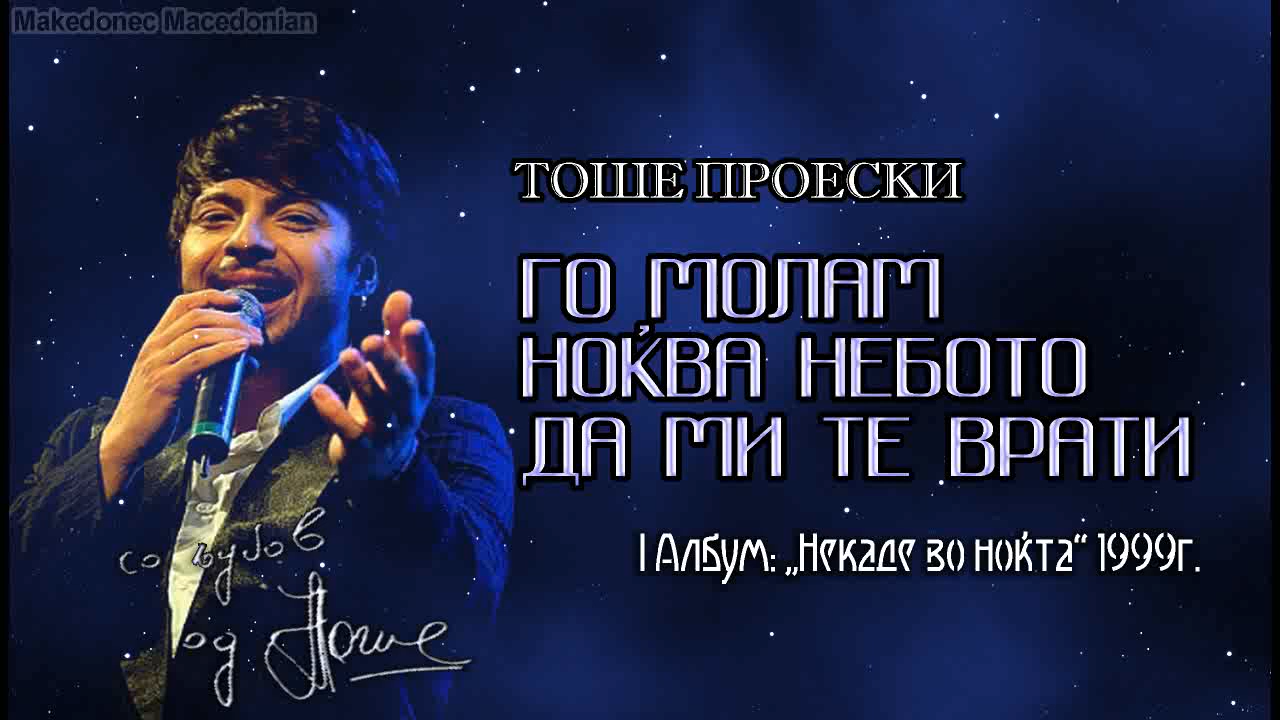 Makedonec Macedonian
ТОШЕ ПРОЕСКИ
ГО МОЛАМ
НОЌВА НЕБОТО
ДА МИ ТЕ ВРАТИ
I Албум: „Некаде во ноќта“ 1999г.
со љубов
од Тоше